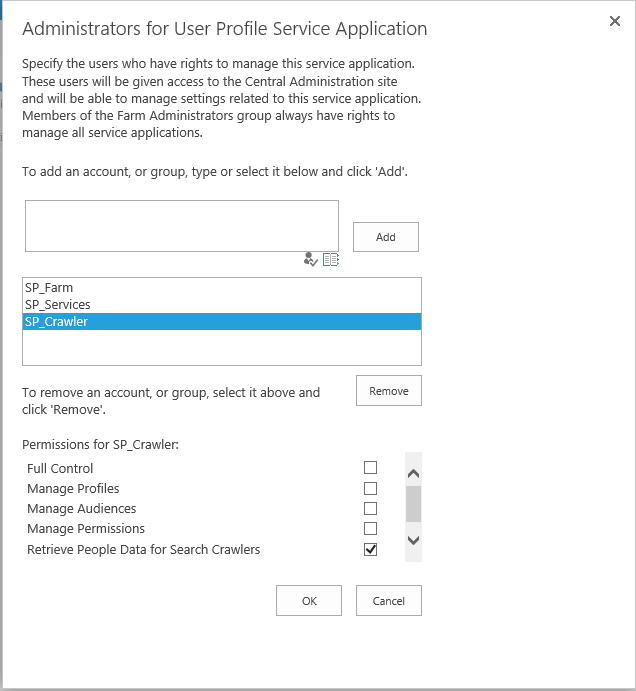 Administrators for User Profile Service Application
Specify the users who have rights to manage this service application.
These users will be given access to the Central Administration site
and will be able to manage settings related to this service application.
Members of the Farm Administrators group always have rights to
manage all service applications.
To add an account, or group, type or select it below and click 'Add'.
Add
SP_Farm
SP_Services
SP_Crawler
To remove an account, or group, select it above and
click 'Remove'.
Remove
Permissions for SP_Crawler:
Full Control
Manage Profiles
Manage Audiences
Manage Permissions
Retrieve People Data for Search Crawlers
OK
Cancel